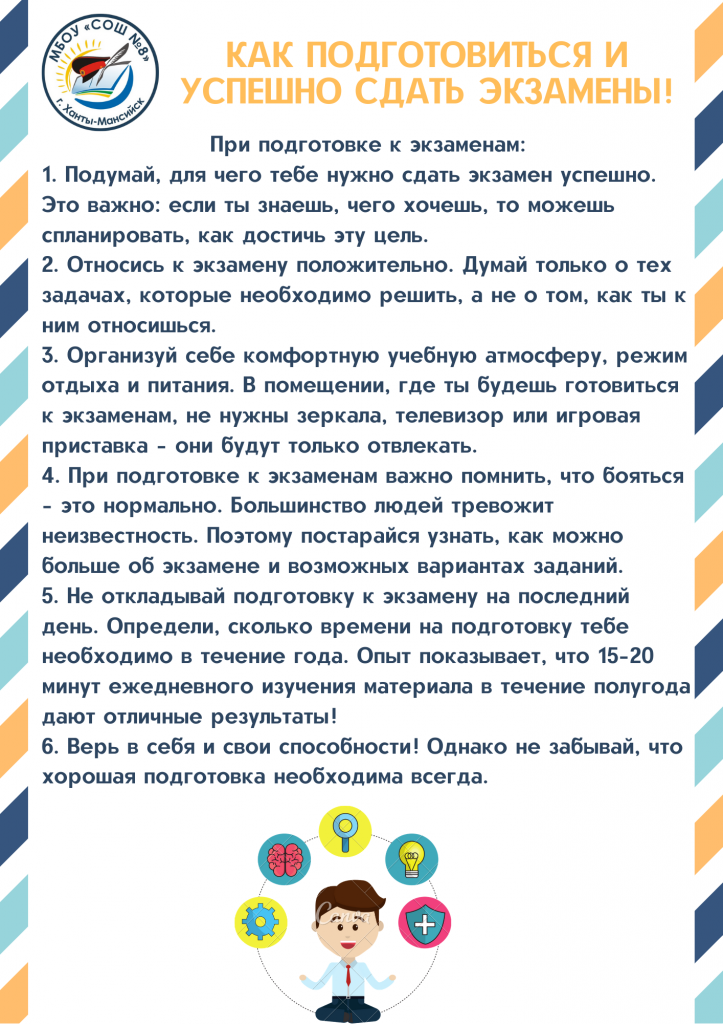 МБОУ «СОШ №8»
г. Ханты-Мансийск
КАК ПОДГОТОВИТЬСЯ И
УСПЕШНО СДАТЬ ЭКЗАМЕНЫ!
При подготовке к экзаменам:
1. Подумай, для чего тебе нужно сдать экзамен успешно.
Это важно: если ты знаешь, чего хочешь, то можешь
спланировать, как достичь эту цель.
2. Относись к экзамену положительно. Думай только о тех
задачах, которые необходимо решить, а не о том, как ты к
ним относишься.
3. Организуй себе комфортную учебную атмосферу, режим
отдыха и питания. В помещении, где ты будешь готовиться
к экзаменам, не нужны зеркала, телевизор или игровая
приставка - они будут только отвлекать.
4. При подготовке к экзаменам важно помнить, что бояться
- это нормально. Большинство людей тревожит
неизвестность. Поэтому постарайся узнать, как можно
больше об экзамене и возможных вариантах заданий.
5. Не откладывай подготовку к экзамену на последний
день. Определи, сколько времени на подготовку тебе
необходимо в течение года. Опыт показывает, что 15-20
минут ежедневного изучения материала в течение полугода
дают отличные результаты!
6. Верь в себя и свои способности! Однако не забывай, что
хорошая подготовка необходима всегда.
Canva